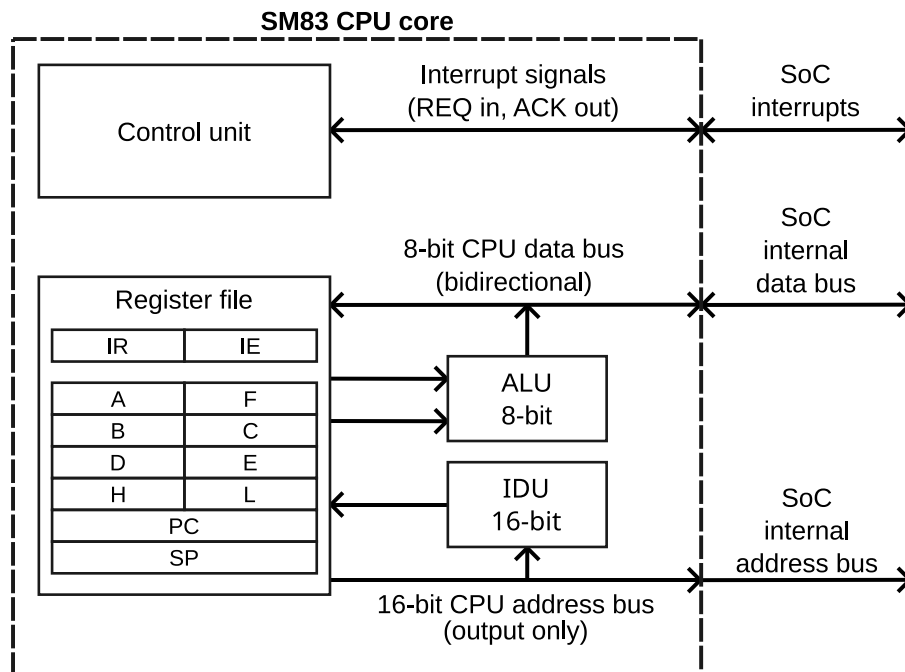 SM83 CPU core
Control unit
Interrupt signals
(REQ in, ACK out)
SoC
interrupts
8-bit CPU data bus
(bidirectional)
SoC
internal
data bus
Register file
IR IE
A F
B C
D E
H L
PC
SP
ALU
8-bit
IDU
16-bit
16-bit CPU address bus
(output only)
SoC
internal
address bus